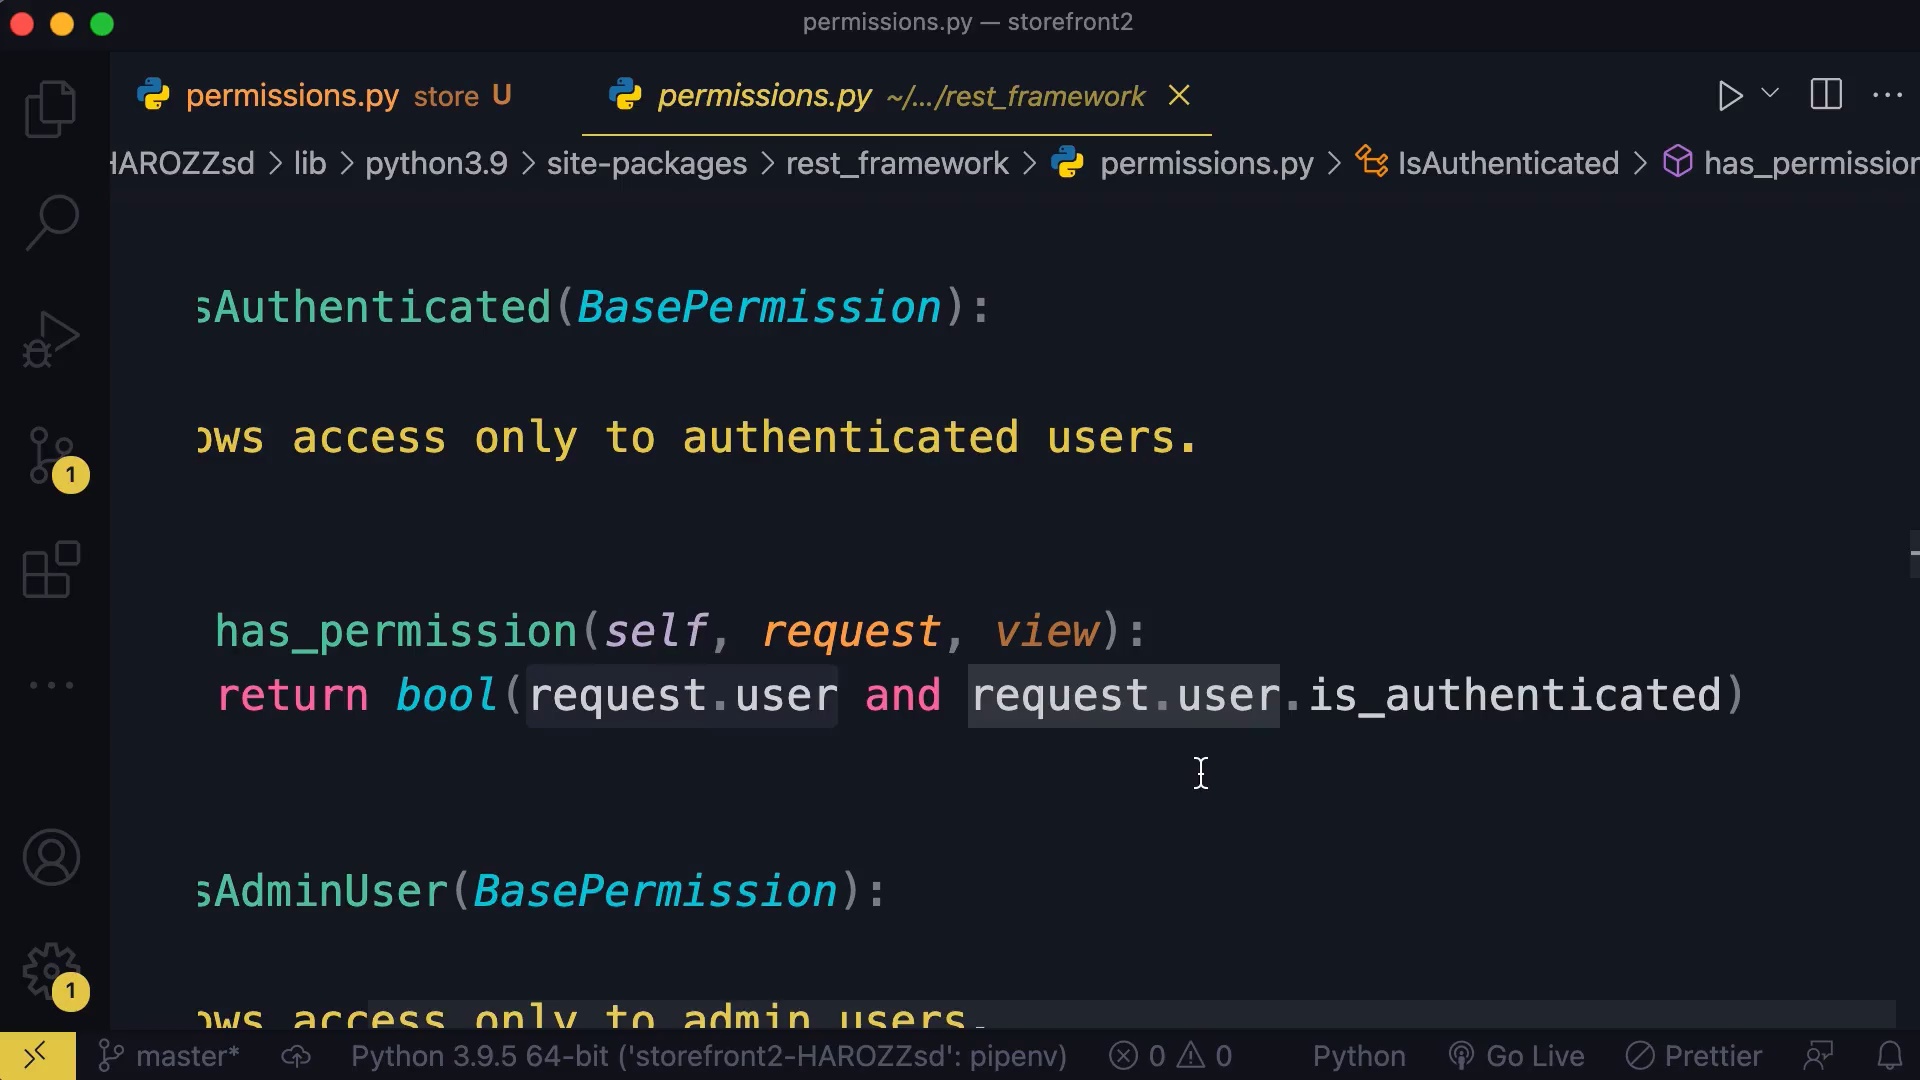 permissions.py — storefront2
permissions.py store U
permissions.py ~/.../rest_framework
HAROZZsd > lib > python3.9 > site-packages > rest_framework > permissions.py > IsAuthenticated > has_permission
sAuthenticated(BasePermission):
ows access only to authenticated users.
has_permission(self, request, view):
return bool(request.user and request.user.is_authenticated)
1
sAdminUser(BasePermission):
1
ows access only to admin users.
master* Python 3.9.5 64-bit ('storefront2-HAROZZsd': pipenv) 0 0 Python Go Live Prettier